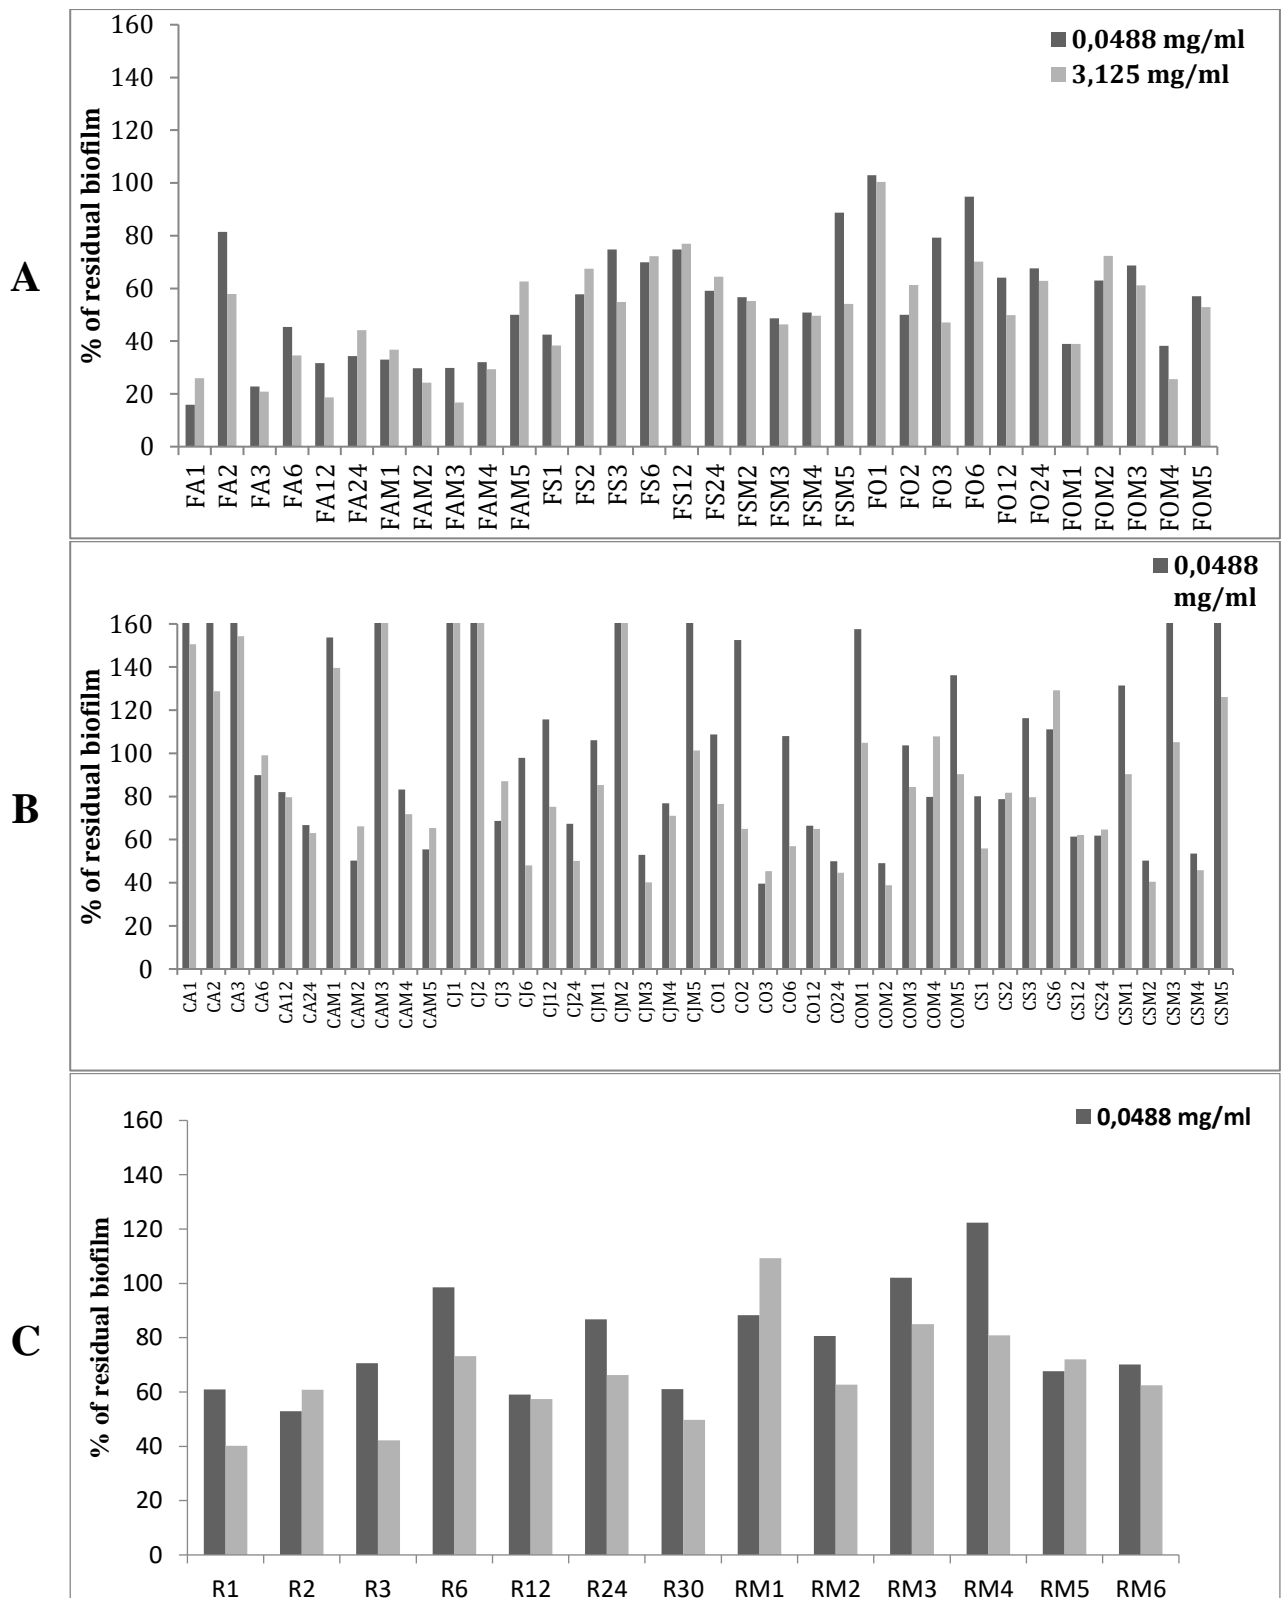 A
% of residual biofilm
160
140
120
100
80
60
40
20
0
0,0488 mg/ml
3,125 mg/ml
FA1 FA2 FA3 FA6 FA12 FA24 FAM1 FAM2 FAM3 FAM4 FAM5 FS1 FS2 FS3 FS6 FS12 FS24 FSM2 FSM3 FSM4 FSM5 FO1 FO2 FO3 FO6 FO12 FO24 FOM1 FOM2 FOM3 FOM4 FOM5
B
% of residual biofilm
0,0488
mg/ml
160
140
120
100
80
60
40
20
0
CA1 CA2 CA3 CA6 CA12 CA24 CAM1 CAM2 CAM3 CAM4 CAM5 CJ1 CJ2 CJ3 CJ6 CJ12 CJ24 CJM1 CJM2 CJM3 CJM4 CJM5 CO1 CO2 CO3 CO6 CO12 CO24 COM1 COM2 COM3 COM4 COM5 CS1 CS2 CS3 CS6 CS12 CS24 CSM1 CSM2 CSM3 CSM4 CSM5
C
% of residual biofilm
0,0488 mg/ml
160
140
120
100
80
60
40
20
0
R1 R2 R3 R6 R12 R24 R30 RM1 RM2 RM3 RM4 RM5 RM6